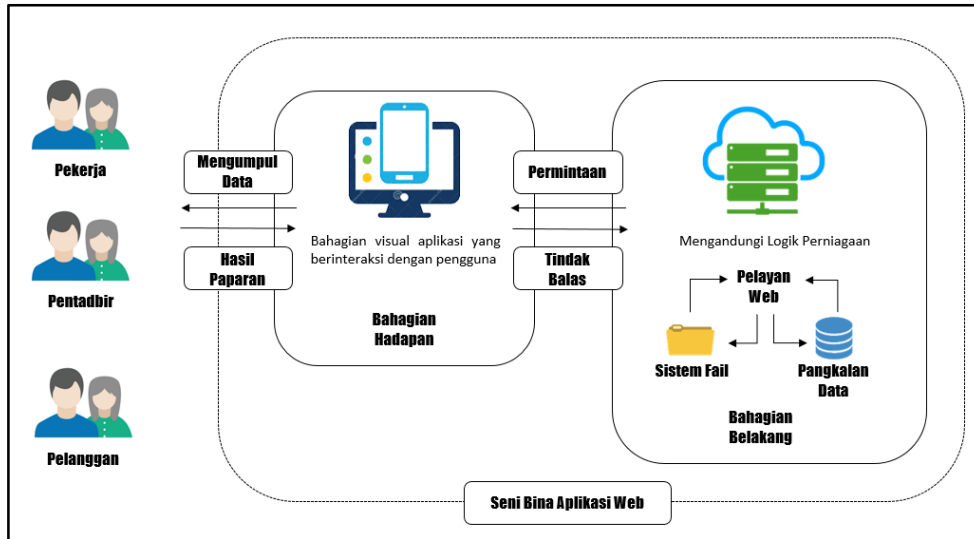 Pekerja
Pentadbir
Pelanggan
Mengumpul
Data
Hasil
Paparan
Bahagian visual aplikasi yang
berinteraksi dengan pengguna
Bahagian
Hadapan
Permintaan
Tindak
Balas
Mengandungi Logik Perniagaan
Pelayan
Web
Sistem Fail
Pangkalan
Data
Bahagian
Belakang
Seni Bina Aplikasi Web